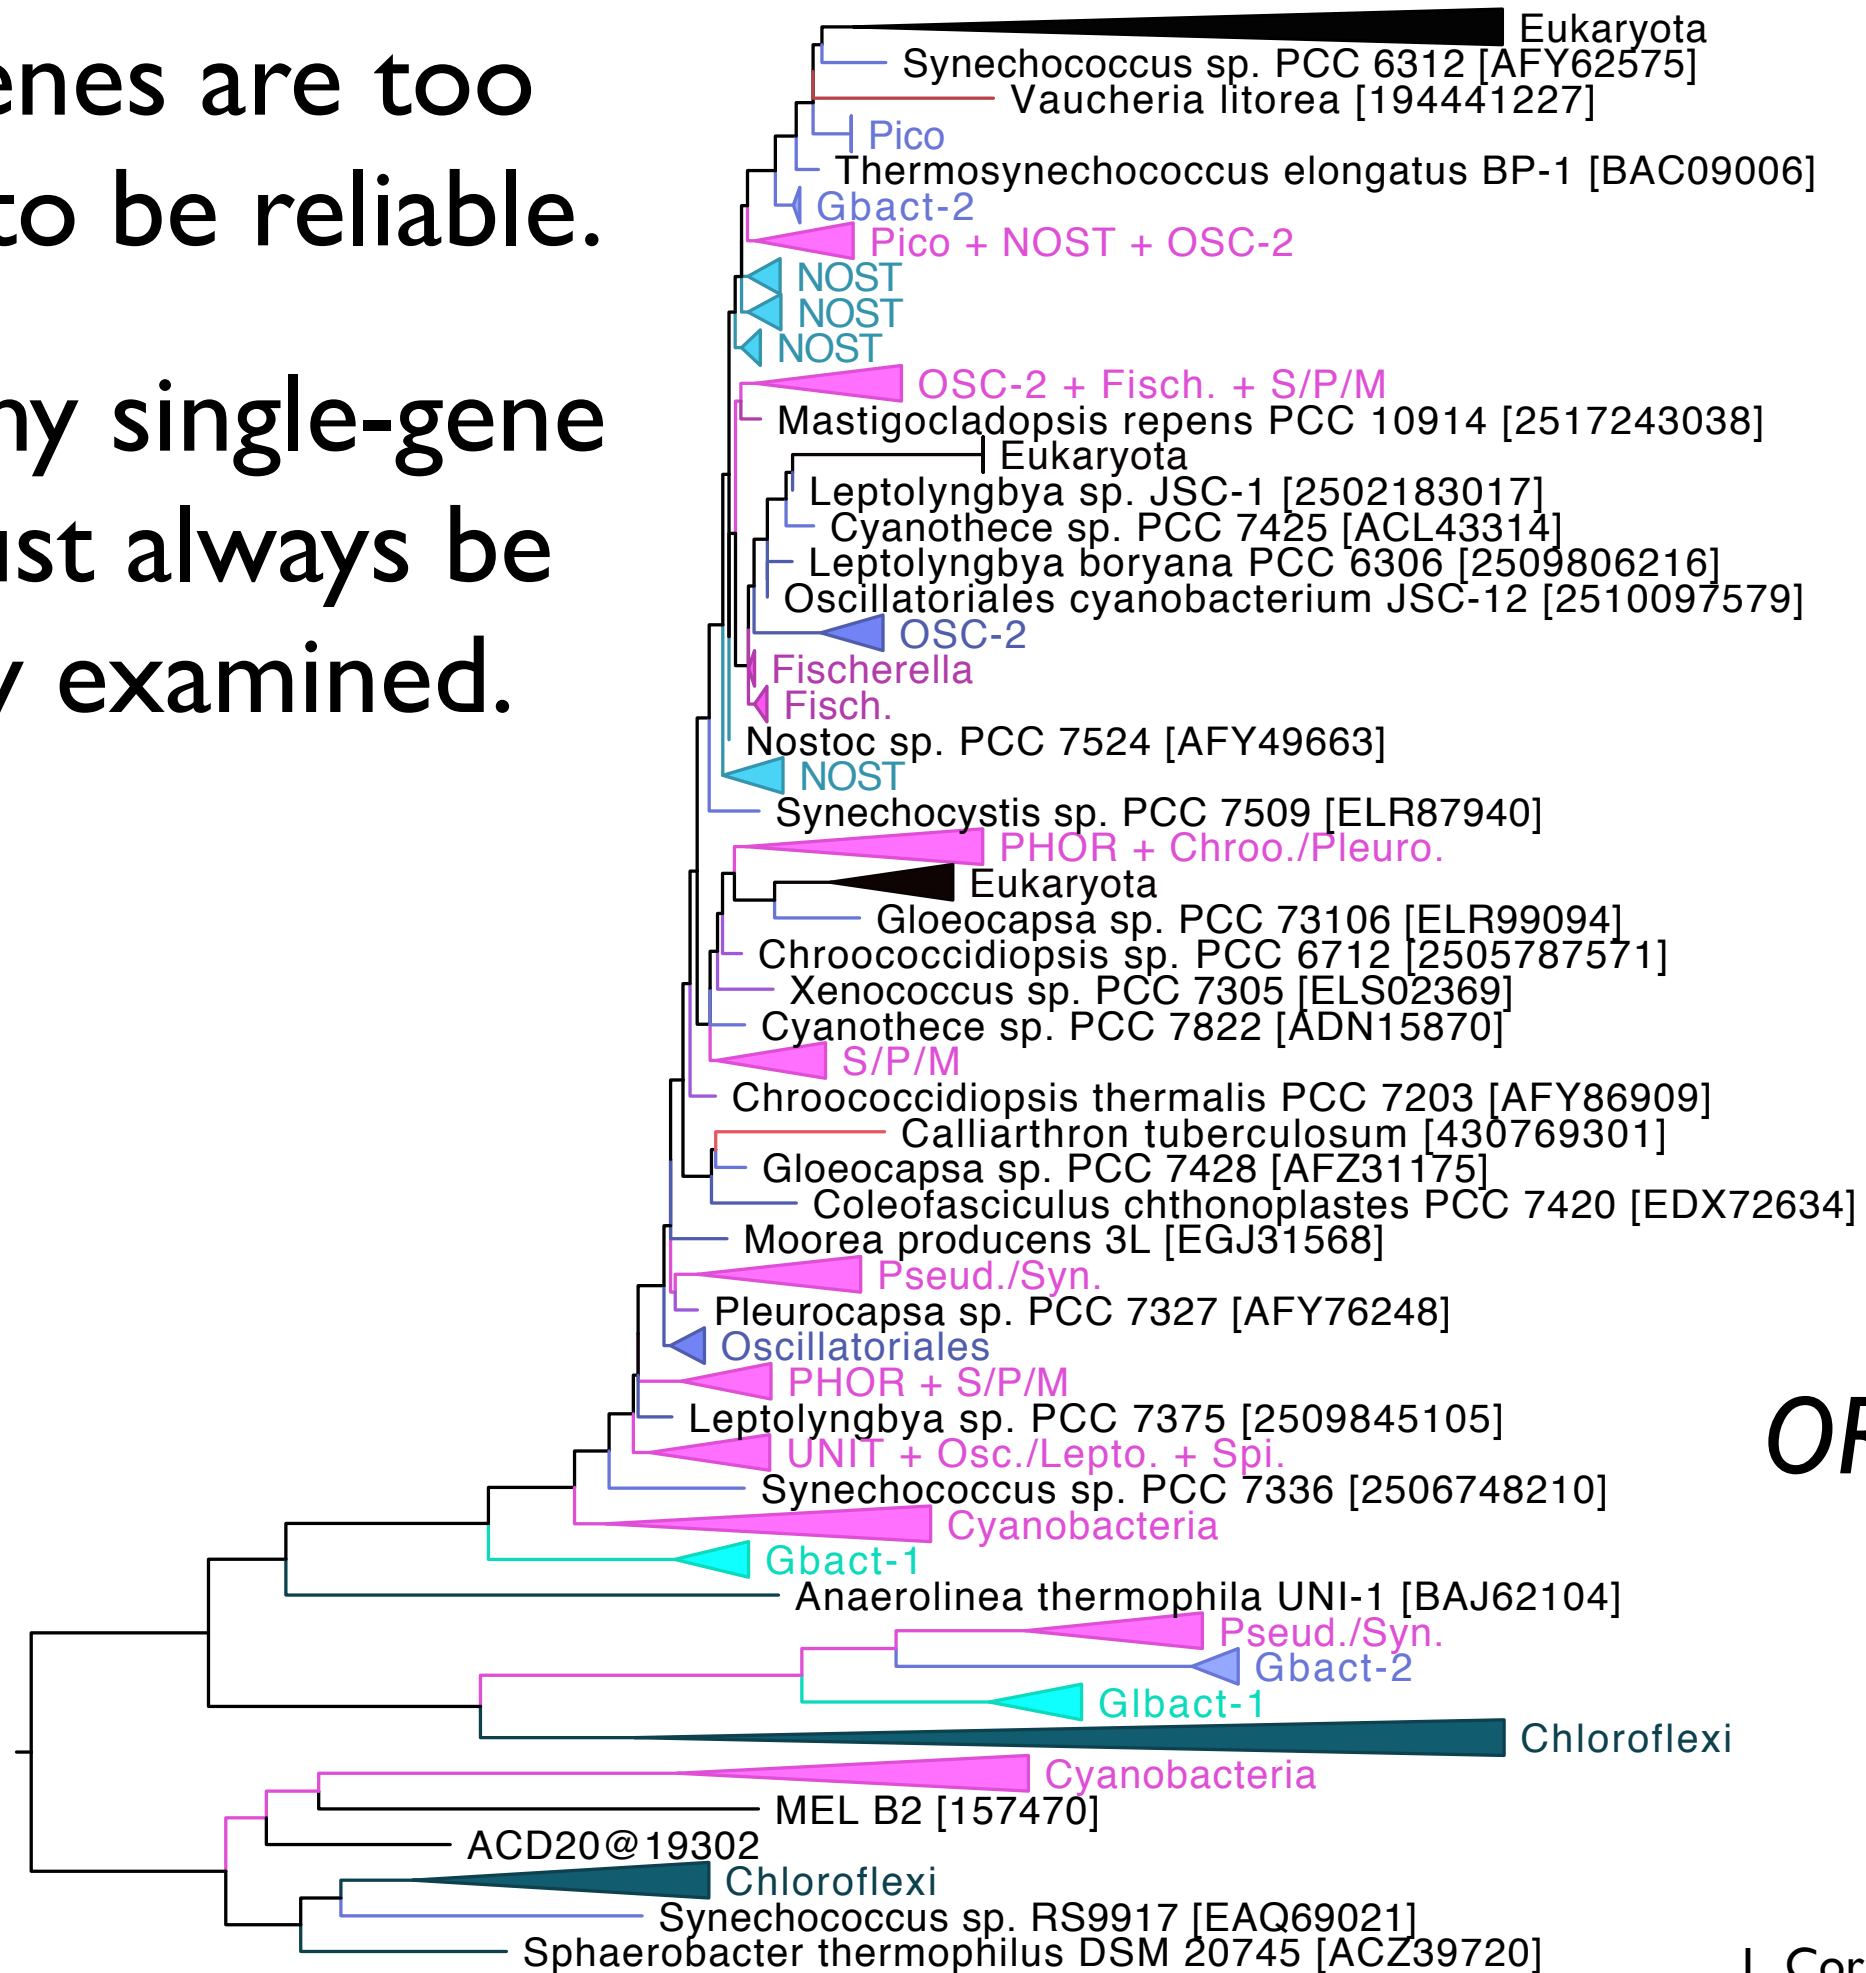 enes are too
to be reliable.
ny single-gene
ust always be
y examined.
Eukaryota
Synechococcus sp. PCC 6312 [AFY62575]
Vaucheria litorea [194441227]
Pico
Thermosynechococcus elongatus BP-1 [BAC09006]
Gbact-2
Pico + NOST + OSC-2
NOST
NOST
NOST
OSC-2 + Fisch. + S/P/M
Mastigocladopsis repens PCC 10914 [2517243038]
Eukaryota
Leptolyngbya sp. JSC-1 [2502183017]
Cyanothece sp. PCC 7425 [ACL43314]
Leptolyngbya boryana PCC 6306 [2509806216]
Oscillatoriales cyanobacterium JSC-12 [2510097579]
OSC-2
Fischerella
Fisch.
Nostoc sp. PCC 7524 [AFY49663]
NOST
Synechocystis sp. PCC 7509 [ELR87940]
PHOR + Chroo./Pleuro.
Eukaryota
Gloeocapsa sp. PCC 73106 [ELR99094]
Chroococcidiopsis sp. PCC 6712 [2505787571]
Xenococcus sp. PCC 7305 [ELS02369]
Cyanothece sp. PCC 7822 [ADN15870]
S/P/M
Chroococcidiopsis thermalis PCC 7203 [AFY86909]
Calliarthron tuberculosum [430769301]
Gloeocapsa sp. PCC 7428 [AFZ31175]
Coleofasciculus chthonoplastes PCC 7420 [EDX72634]
Moorea producens 3L [EGJ31568]
Pseud./Syn.
Pleurocapsa sp. PCC 7327 [AFY76248]
Oscillatoriales
PHOR + S/P/M
Leptolyngbya sp. PCC 7375 [2509845105]
UNIT + Osc./Lepto. + Spi.
Synechococcus sp. PCC 7336 [2506748210]
Cyanobacteria
Gbact-1
Anaerolinea thermophila UNI-1 [BAJ62104]
Pseud./Syn.
Gbact-2
Glbact-1
Chloroflexi
Cyanobacteria
MEL B2 [157470]
ACD20@19302
Chloroflexi
Synechococcus sp. RS9917 [EAQ69021]
Sphaerobacter thermophilus DSM 20745 [ACZ39720]
OR